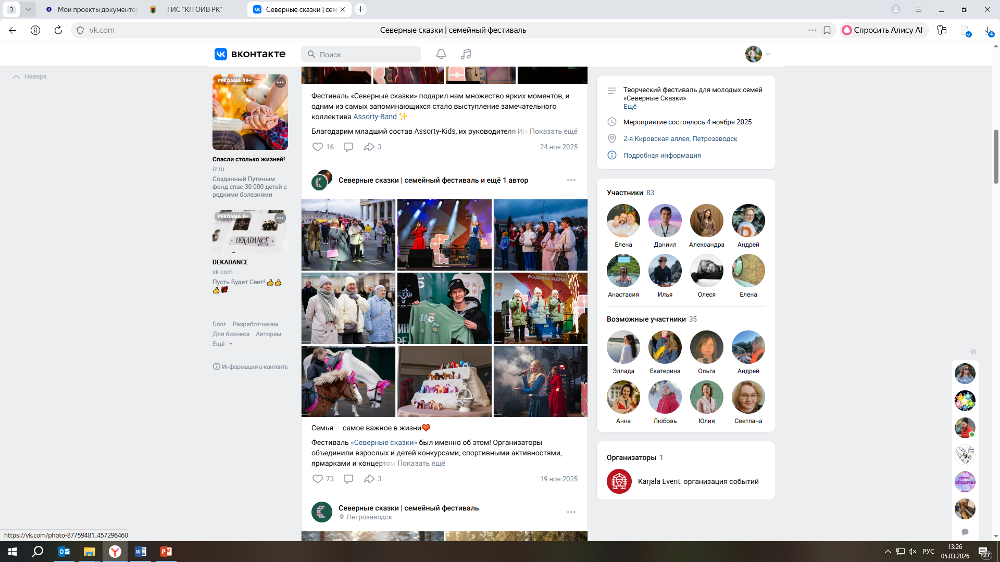 3
Мои проекты документов
ГИС "КП ОИВ РК"
Северные сказки | сем
vk.com
Северные сказки | семейный фестиваль
Спросить Алису AI
4
вконтакте
Поиск
Наверх
РЕКЛАМА 18+
Спасли столько жизней!
iz.ru
Созданный Путиным
фонд спас 30 000 детей с
редкими болезнями
РЕКЛАМА 0+
DEKADANCE
DEKADANCE
vk.com
Пусть Будет Свет! 👍👍
👍💯
Блог Разработчикам
Для бизнеса Авторам
Ещё
Информация о контенте
Фестиваль «Северные сказки» подарил нам множество ярких моментов, и
одним из самых запоминающихся стало выступление замечательного
коллектива Assorty-Band ✨
Благодарим младший состав Assorty-Kids, их руководителя Ин Показать ещё
16 3 24 ноя 2025
Северные сказки | семейный фестиваль и ещё 1 автор
РОДИНА ОДНА!
Семья — самое важное в жизни❤️
Фестиваль «Северные сказки» был именно об этом! Организаторы
объединили взрослых и детей конкурсами, спортивными активностями,
ярмарками и концертом Показать ещё
73 3 19 ноя 2025
Северные сказки | семейный фестиваль
Петрозаводск
Творческий фестиваль для молодых семей
«Северные Сказки»
Ещё
Мероприятие состоялось 4 ноября 2025
2-я Кировская аллея, Петрозаводск
Подробная информация
Участники 83
Елена Даниил Александра Андрей
Анастасия Илья Олеся Елена
Возможные участники 35
Эллада Екатерина Ольга Андрей
Анна Любовь Юлия Светлана
Организаторы 1
Karjala Event: организация событий
https://vk.com/photo-87759481_457296460
РУС
13:26
05.03.2026
27